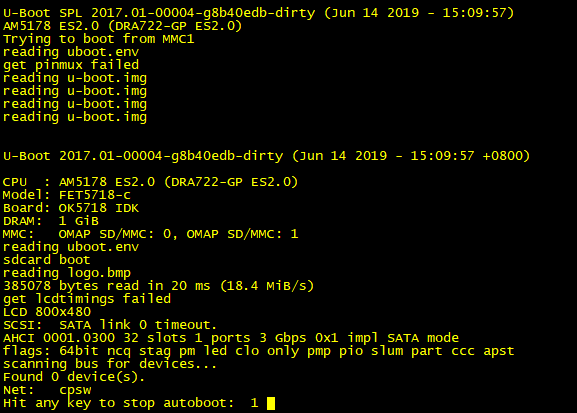 U-Boot SPL 2017.01-00004-g8b40edb-dirty (Jun 14 2019 - 15:09:57)
AM5178 ES2.0 (DRA722-GP ES2.0)
Trying to boot from MMC1
reading uboot.env
get pinmux failed
reading u-boot.img
reading u-boot.img
reading u-boot.img
reading u-boot.img
U-Boot 2017.01-00004-g8b40edb-dirty (Jun 14 2019 - 15:09:57 +0800)
CPU  : AM5178 ES2.0 (DRA722-GP ES2.0)
Model: FET5718-c
Board: OK5718 IDK
DRAM:  1 GiB
MMC:   OMAP SD/MMC: 0, OMAP SD/MMC: 1
reading uboot.env
sdcard boot
reading logo.bmp
385078 bytes read in 20 ms (18.4 MiB/s)
get lcdtimings failed
LCD 800x480
SCSI:  SATA link 0 timeout.
AHCI 0001.0300 32 slots 1 ports 3 Gbps 0x1 impl SATA mode
flags: 64bit ncq stag pm led clo only pmp pio slum part ccc apst
scanning bus for devices...
Found 0 device(s).
Net:   cpsw
Hit any key to stop autoboot:  1